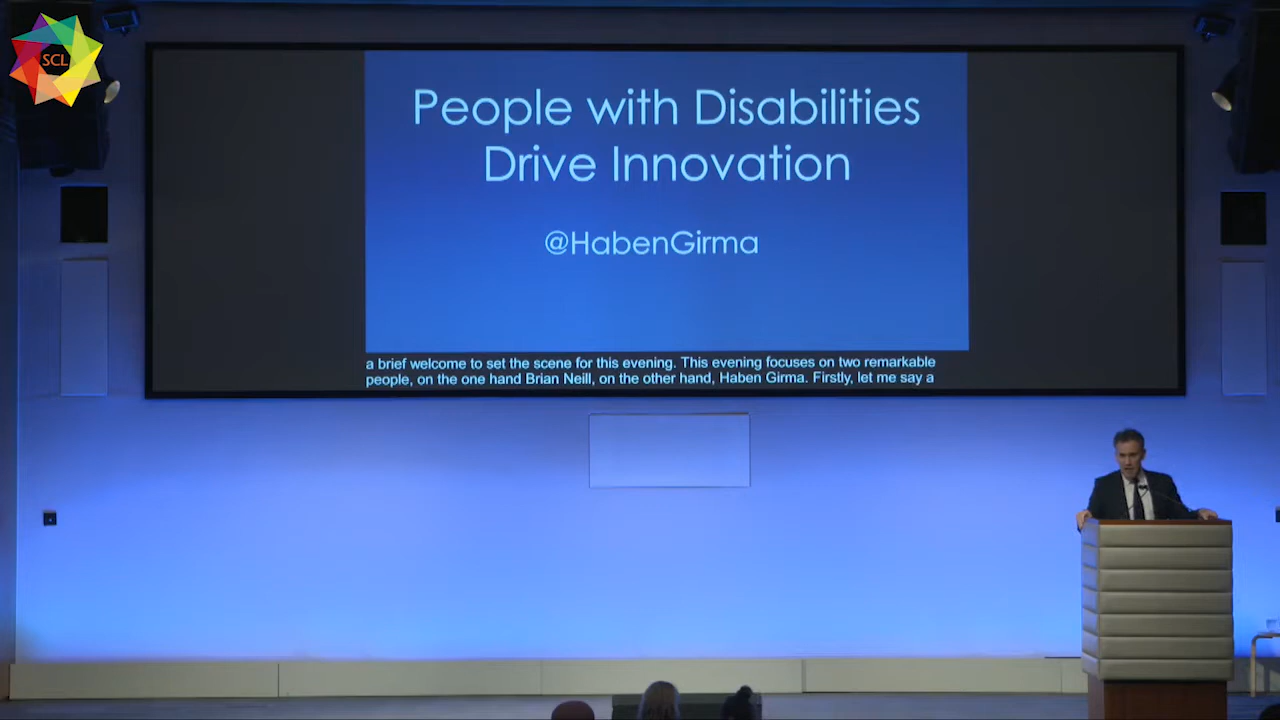 SCL
People with Disabilities
Drive Innovation
@HabenGirma
a brief welcome to set the scene for this evening. This evening focuses on two remarkable
people, on the one hand Brian Neill, on the other hand, Haben Girma. Firstly, let me say a